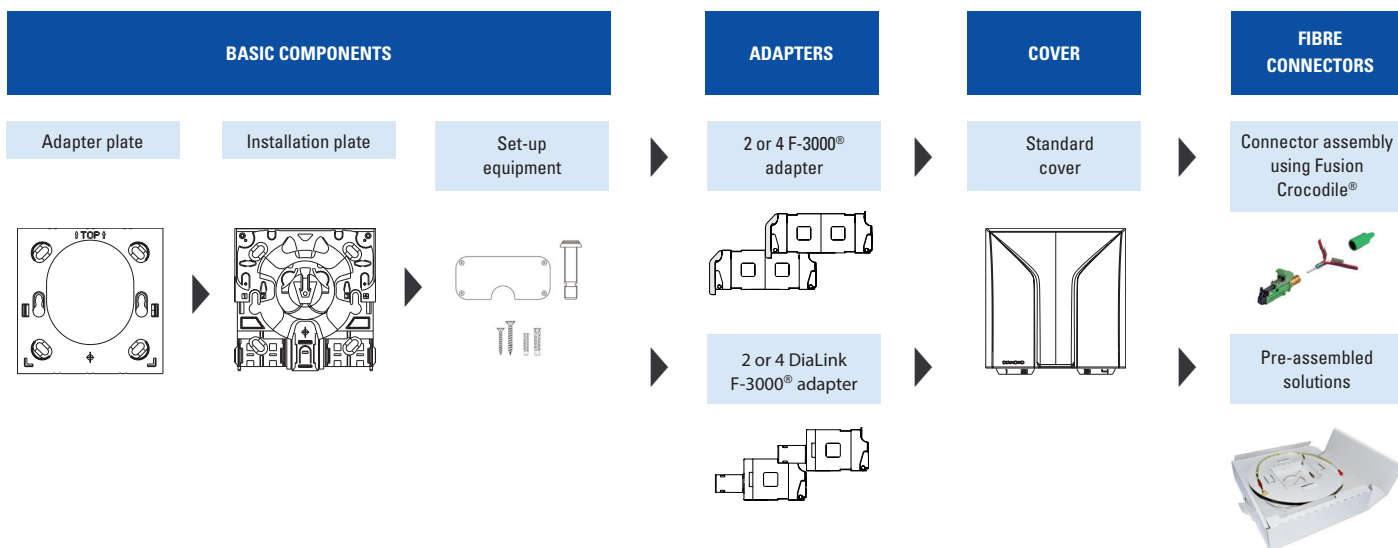 BASIC COMPONENTS
ADAPTERS
COVER
FIBRE
CONNECTORS
Adapter plate
Installation plate
Set-up
equipment
2 or 4 F-3000®
adapter
Standard
cover
Connector assembly
using Fusion
Crocodile®
TOP
DIAMOND
2 or 4 DiaLink
F-3000® adapter
Pre-assembled
solutions